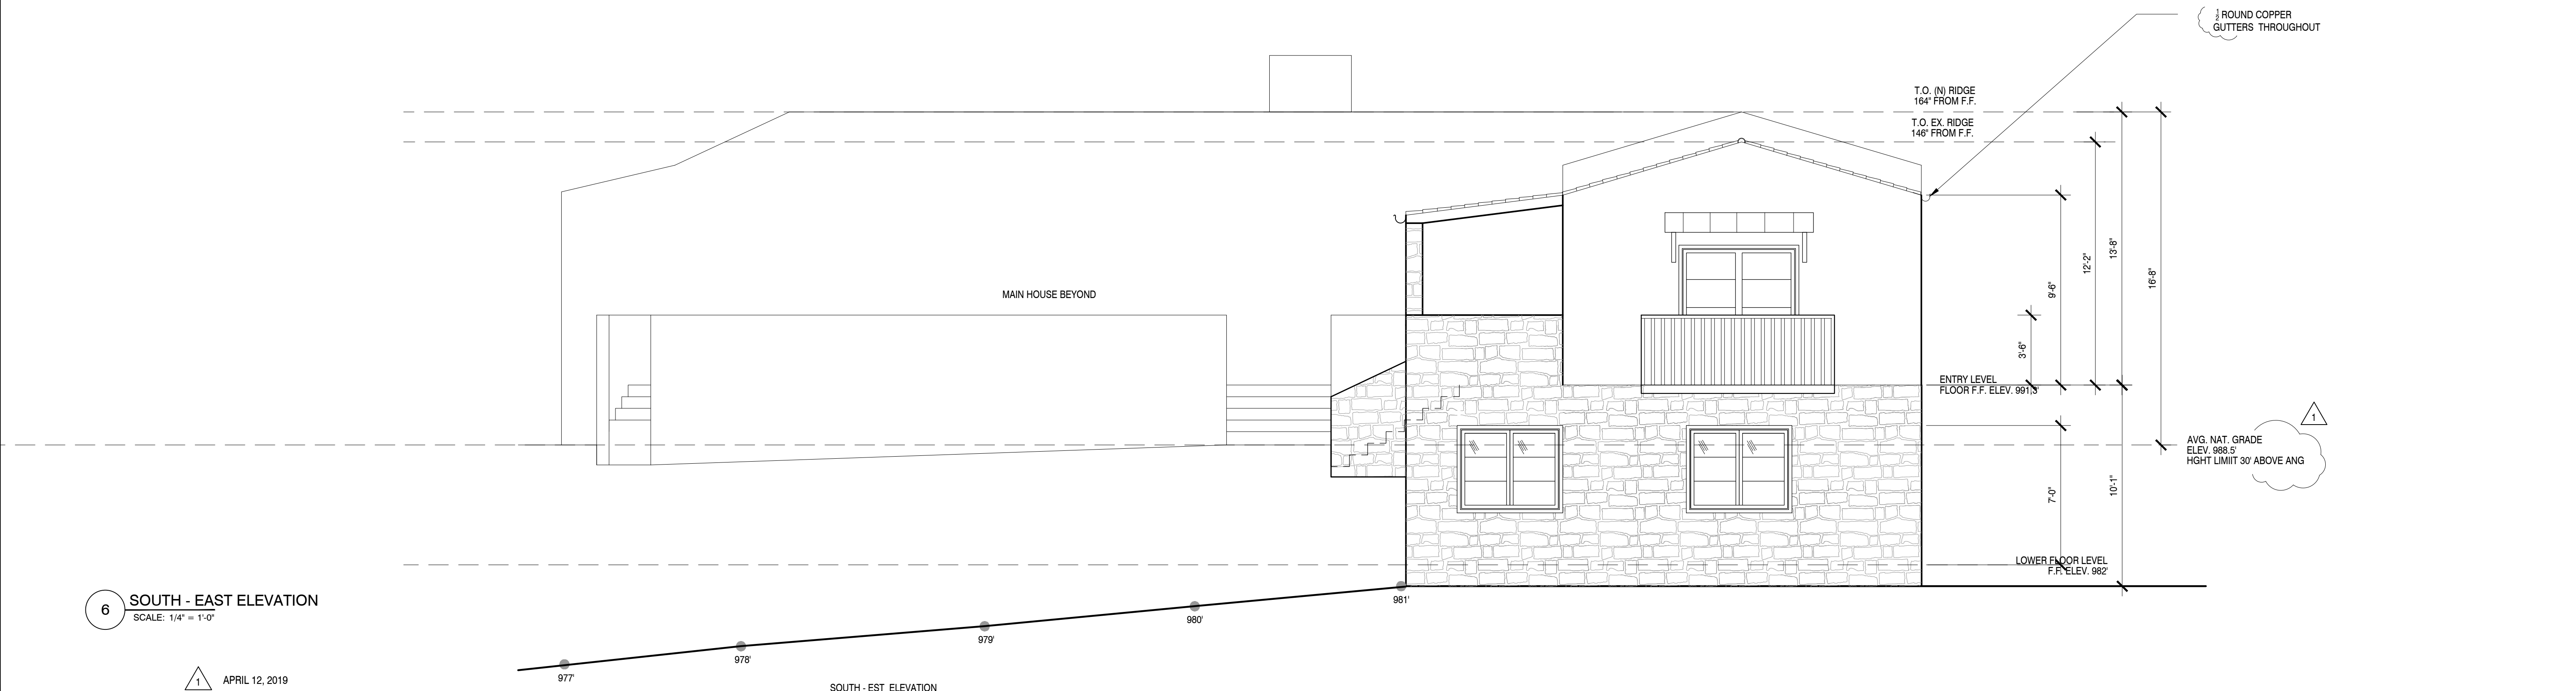 ½ ROUND COPPER
GUTTERS THROUGHOUT
T.O. (N) RIDGE
164" FROM F.F.
T.O. EX. RIDGE
146" FROM F.F.
MAIN HOUSE BEYOND
9'-6"
12'-2"
13'-8"
16'-8"
3'-6"
ENTRY LEVEL
FLOOR F.F. ELEV. 991.3'
1
AVG. NAT. GRADE
ELEV. 988.5'
HGHT LIMIIT 30' ABOVE ANG
7'-0"
10'-1"
LOWER FLOOR LEVEL
F.F. ELEV. 982'
981'
980'
979'
978'
977'
6
SOUTH - EAST ELEVATION
SCALE: 1/4" = 1'-0"
1
APRIL 12, 2019
SOUTH - EST ELEVATION